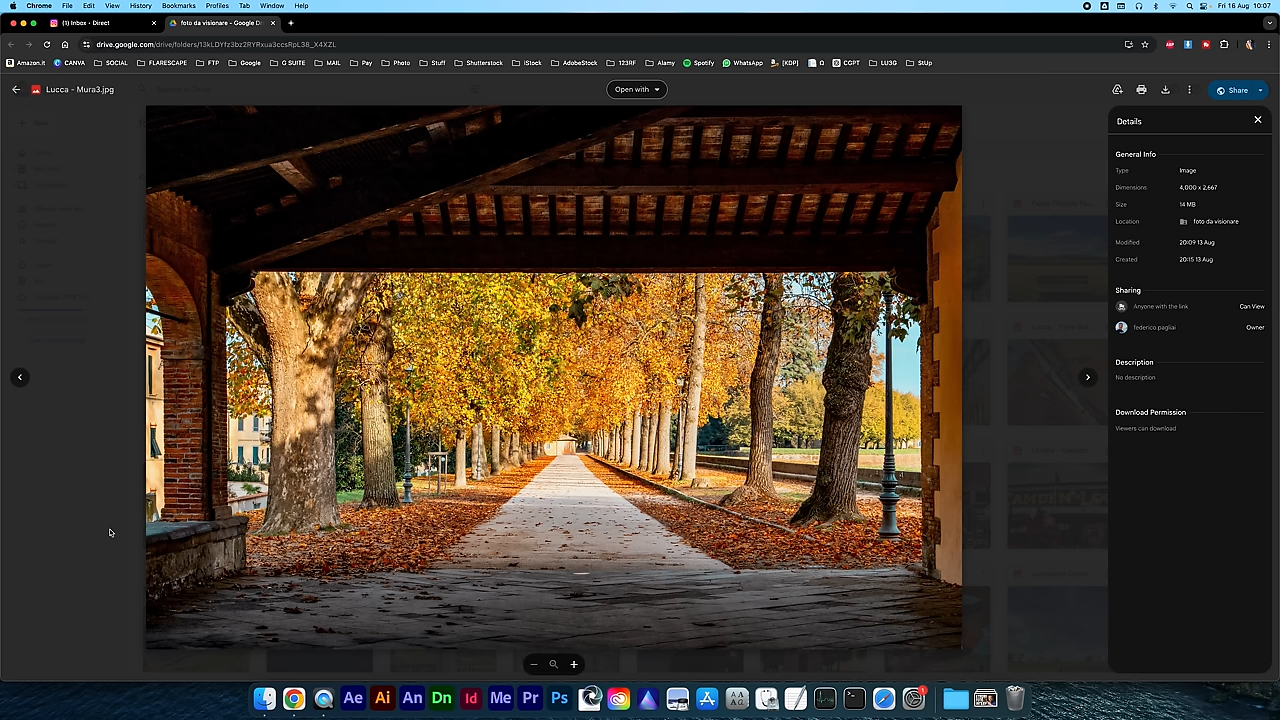 Chrome File Edit View History Bookmarks Profiles Tab Window Help
Fri 16 Aug 10:07
(1) Inbox • Direct
foto da visionare - Google Dr
drive.google.com/drive/folders/13kLDYfz3bz2RYRxua3ccsRpL38_X4XZL
Amazon.it CANVA SOCIAL FLARESCAPE FTP Google G SUITE MAIL Pay Photo Stuff Shutterstock iStock AdobeStock 123RF Alamy Spotify WhatsApp [KDP] CGPT LU3G StUp
Lucca - Mura3.jpg
Open with
Share
Details
General Info
Type Image
Dimensions 4,000 x 2,667
Size 14 MB
Location foto da visionare
Modified 20:09 13 Aug
Created 20:15 13 Aug
Sharing
Anyone with the link Can View
federico.pagliai Owner
Description
No description
Download Permission
Viewers can download
Ae Ai An Dn Id Me Pr Ps
1